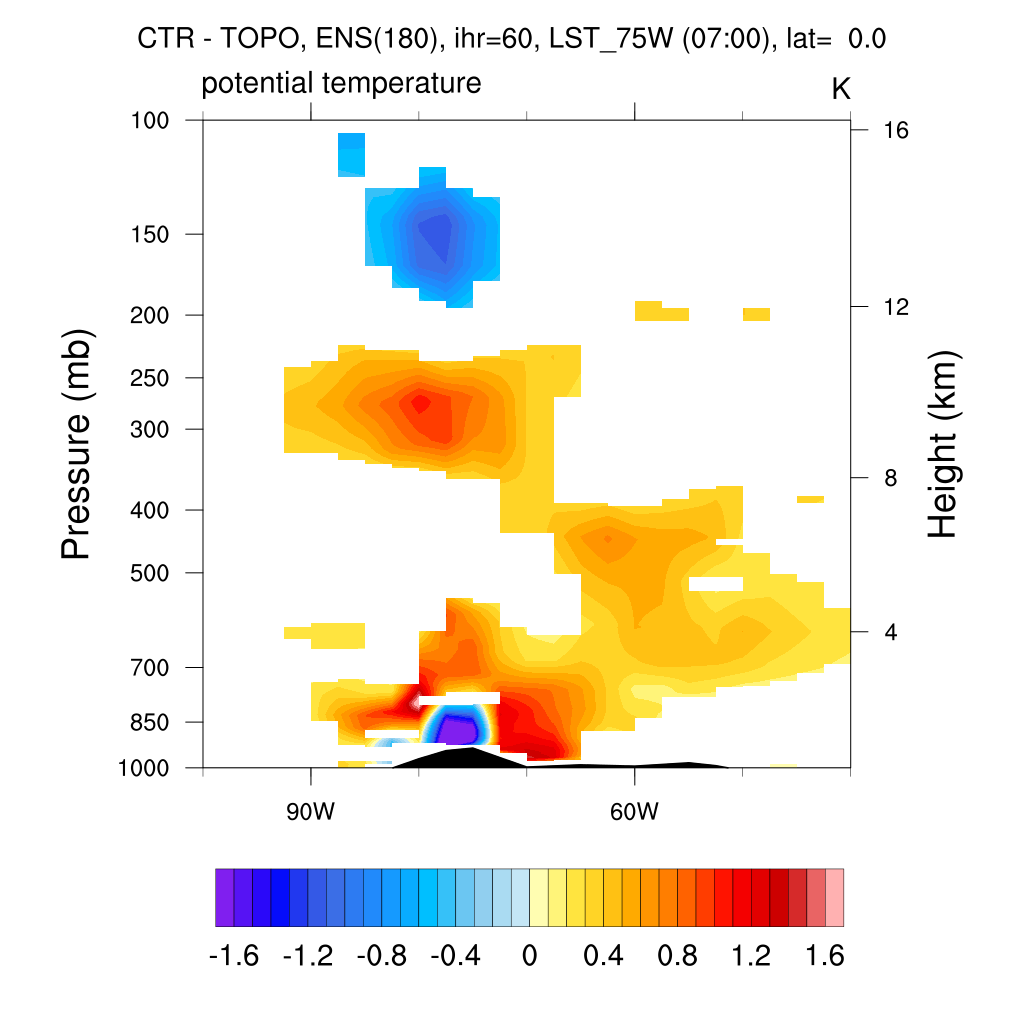 CTR - TOPO, ENS(180), ihr=60, LST_75W (07:00), lat=  0.0
potential temperature K
100
150
200
250
300
400
500
700
850
1000
Pressure (mb)
16
12
8
4
Height (km)
90W 60W
-1.6 -1.2 -0.8 -0.4 0 0.4 0.8 1.2 1.6